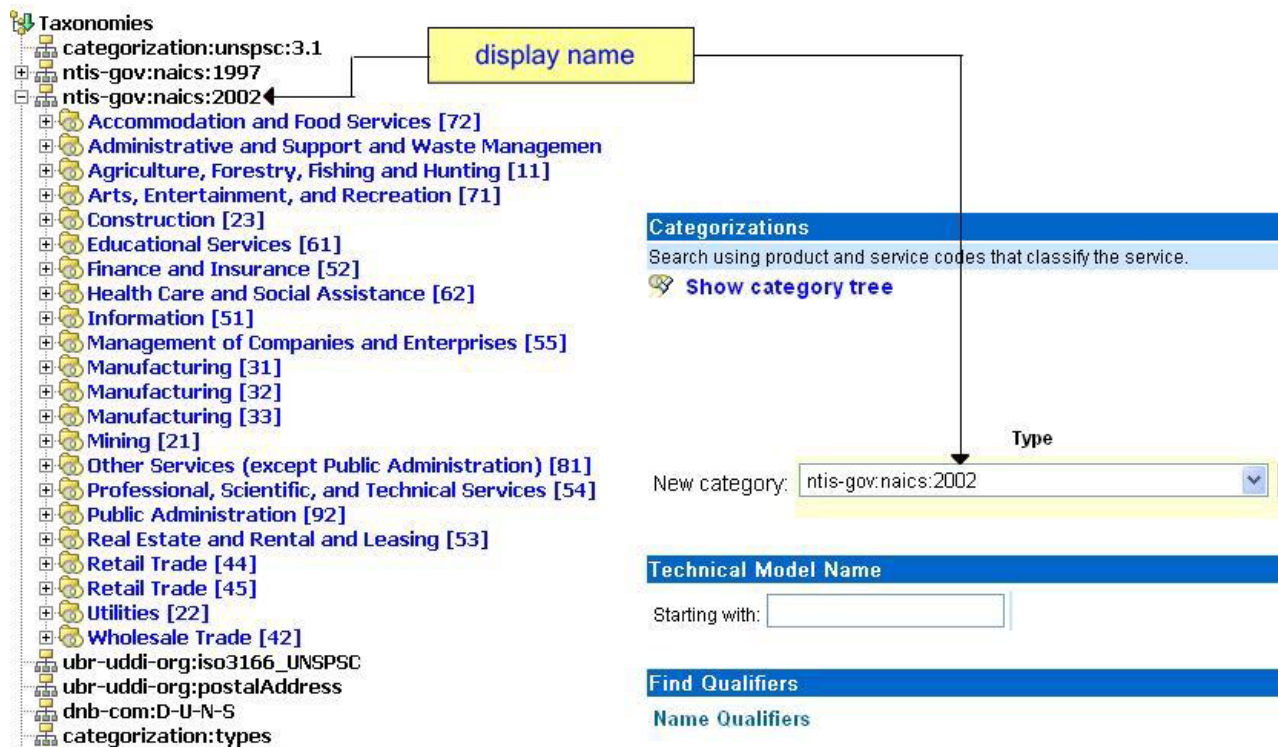 Taxonomies
categorization:unspsc:3.1
ntis-gov:naics:1997
ntis-gov:naics:2002
Accommodation and Food Services [72]
Administrative and Support and Waste Managemen
Agriculture, Forestry, Fishing and Hunting [11]
Arts, Entertainment, and Recreation [71]
Construction [23]
Educational Services [61]
Finance and Insurance [52]
Health Care and Social Assistance [62]
Information [51]
Management of Companies and Enterprises [55]
Manufacturing [31]
Manufacturing [32]
Manufacturing [33]
Mining [21]
Other Services (except Public Administration) [81]
Professional, Scientific, and Technical Services [54]
Public Administration [92]
Real Estate and Rental and Leasing [53]
Retail Trade [44]
Retail Trade [45]
Utilities [22]
Wholesale Trade [42]
ubr-uddi-org:iso3166_UNSPSC
ubr-uddi-org:postalAddress
dnb-com:D-U-N-S
categorization:types
display name
Categorizations
Search using product and service codes that classify the service.
Show category tree
Type
New category: ntis-gov:naics:2002
Technical Model Name
Starting with:
Find Qualifiers
Name Qualifiers